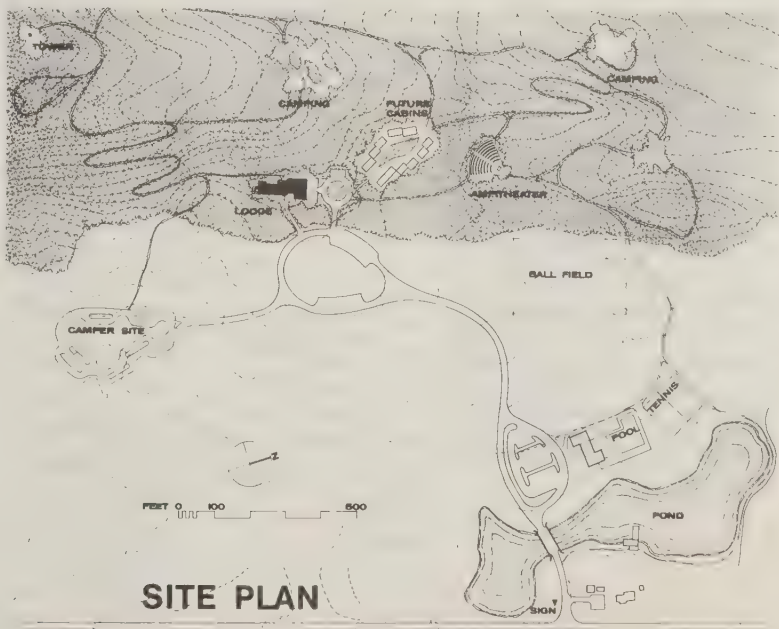 TOWER
CAMPING
CAMPING
FUTURE
CABINS
AMPITHEATER
LODGE
BALL FIELD
CAMPER SITE
TENNIS
POOL
N
FEET 0 100 500
POND
SITE PLAN
SIGN